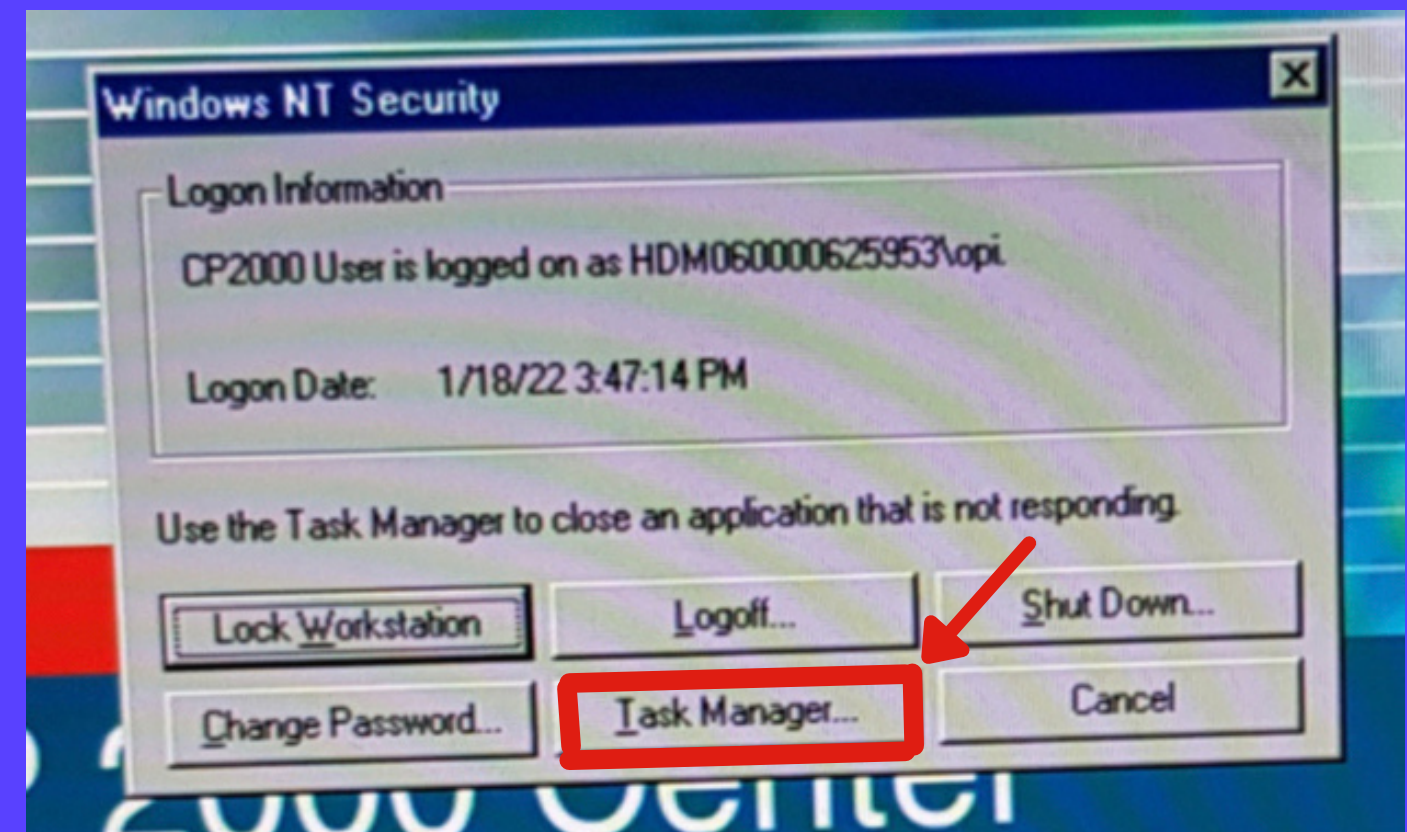 Windows NT Security
Logon Information
CP2000 User is logged on as HDM060000625953\opi.
Logon Date: 1/18/22 3:47:14 PM
Use the Task Manager to close an application that is not responding.
Lock Workstation Logoff... Shut Down...
Change Password... Task Manager... Cancel
2000 Center